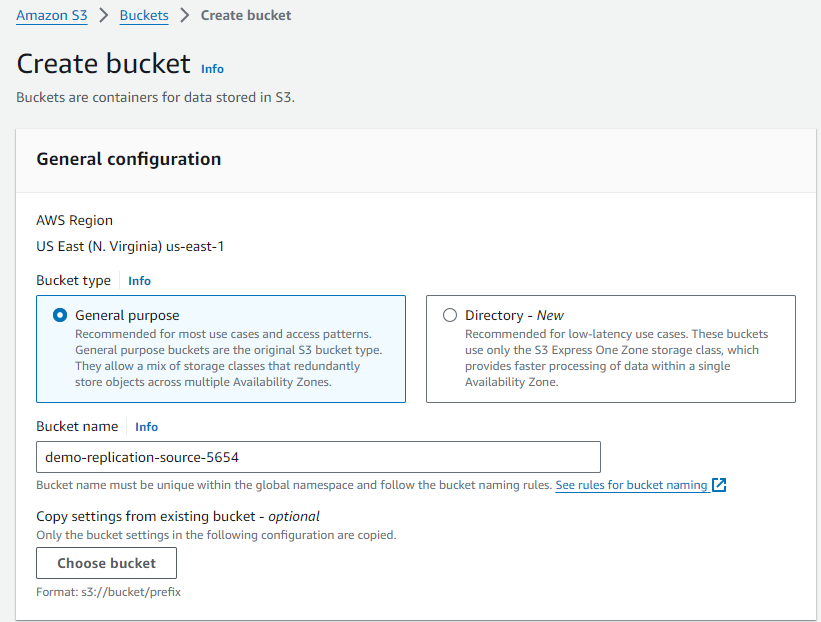 Amazon S3 > Buckets > Create bucket
Create bucket Info
Buckets are containers for data stored in S3.
General configuration
AWS Region
US East (N. Virginia) us-east-1
Bucket type Info
General purpose
Recommended for most use cases and access patterns.
General purpose buckets are the original S3 bucket type.
They allow a mix of storage classes that redundantly
store objects across multiple Availability Zones.
Directory - New
Recommended for low-latency use cases. These buckets
use only the S3 Express One Zone storage class, which
provides faster processing of data within a single
Availability Zone.
Bucket name Info
demo-replication-source-5654
Bucket name must be unique within the global namespace and follow the bucket naming rules. See rules for bucket naming
Copy settings from existing bucket - optional
Only the bucket settings in the following configuration are copied.
Choose bucket
Format: s3://bucket/prefix